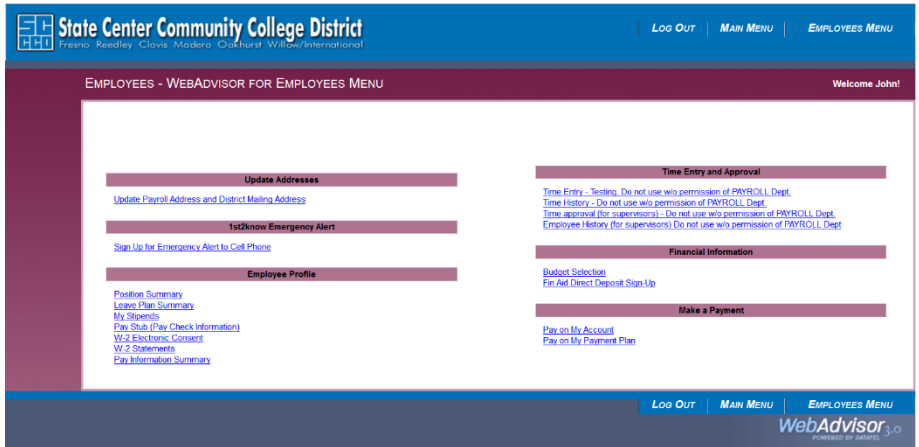 SCCCD
State Center Community College District
Fresno Reedley Clovis Madera Oakhurst Willow/International
LOG OUT MAIN MENU EMPLOYEES MENU
EMPLOYEES - WEBADVISOR FOR EMPLOYEES MENU
Welcome John!
Update Addresses
Update Payroll Address and District Mailing Address
1st2know Emergency Alert
Sign Up for Emergency Alert to Cell Phone
Employee Profile
Position Summary
Leave Plan Summary
My Stipends
Pay Stub (Pay Check Information)
W-2 Electronic Consent
W-2 Statements
Pay Information Summary
Time Entry and Approval
Time Entry - Testing. Do not use w/o permission of PAYROLL Dept.
Time History - Do not use w/o permission of PAYROLL Dept.
Time approval (for supervisors) - Do not use w/o permission of PAYROLL Dept.
Employee History (for supervisors) Do not use w/o permission of PAYROLL Dept
Financial Information
Budget Selection
Fin Aid Direct Deposit Sign-Up
Make a Payment
Pay on My Account
Pay on My Payment Plan
LOG OUT MAIN MENU EMPLOYEES MENU
WebAdvisor 3.0
POWERED BY DATATEL